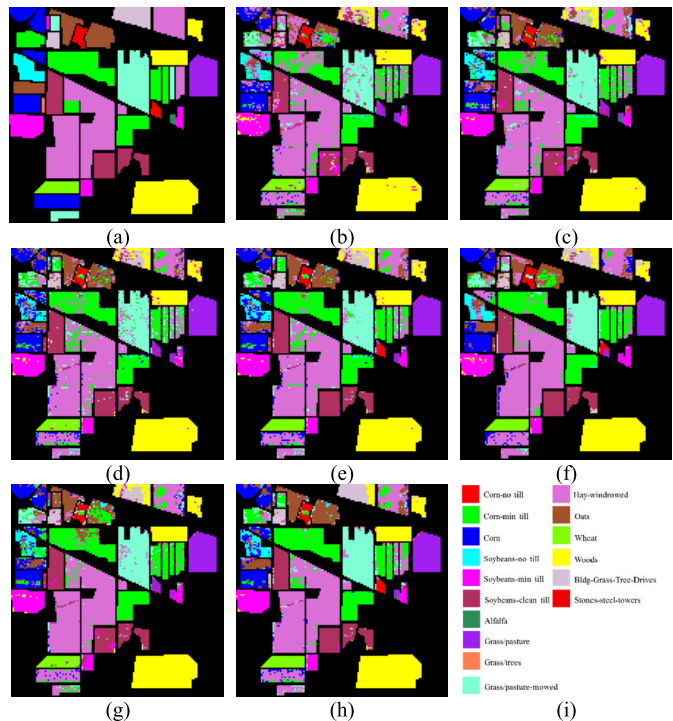 (a)
(b)
(c)
(d)
(e)
(f)
Corn-no till
Corn-min till
Corn
Soybeans-no till
Soybeans-min till
Soybeans-clean till
Alfalfa
Grass/pasture
Grass/trees
Grass/pasture-mowed
Hay-windrowed
Oats
Wheat
Woods
Bldg-Grass-Tree-Drives
Stones-steel-towers
(g)
(h)
(i)